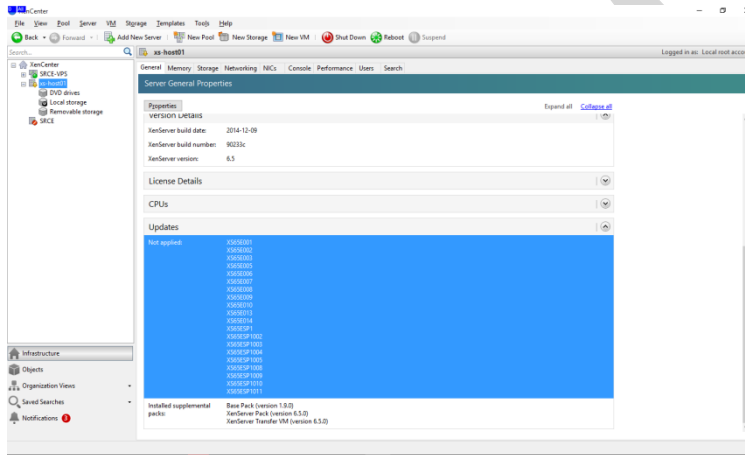 XenCenter
File View Pool Server VM Storage Templates Tools Help
Back Forward Add New Server New Pool New Storage New VM Shut Down Reboot Suspend
Search... xs-host01 Logged in as: Local root acco
XenCenter
SRCE-VPS
xs-host01
DVD drives
Local storage
Removable storage
SRCE
General Memory Storage Networking NICs Console Performance Users Search
Server General Properties
Properties Expand all Collapse all
Version Details
XenServer build date: 2014-12-09
XenServer build number: 90233c
XenServer version: 6.5
License Details
CPUs
Updates
Not applied: XS65E001
XS65E002
XS65E003
XS65E005
XS65E006
XS65E007
XS65E008
XS65E009
XS65E010
XS65E013
XS65E014
XS65ESP1
XS65ESP1002
XS65ESP1003
XS65ESP1004
XS65ESP1005
XS65ESP1008
XS65ESP1009
XS65ESP1010
XS65ESP1011
Installed supplemental packs: Base Pack (version 1.9.0)
XenServer Pack (version 6.5.0)
XenServer Transfer VM (version 6.5.0)
Infrastructure
Objects
Organization Views
Saved Searches
Notifications 3